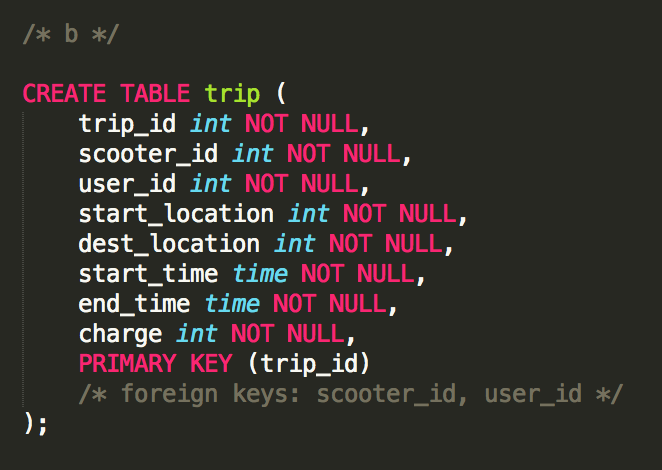 /* b */
CREATE TABLE trip (
    trip_id int NOT NULL,
    scooter_id int NOT NULL,
    user_id int NOT NULL,
    start_location int NOT NULL,
    dest_location int NOT NULL,
    start_time time NOT NULL,
    end_time time NOT NULL,
    charge int NOT NULL,
    PRIMARY KEY (trip_id)
    /* foreign keys: scooter_id, user_id */
);